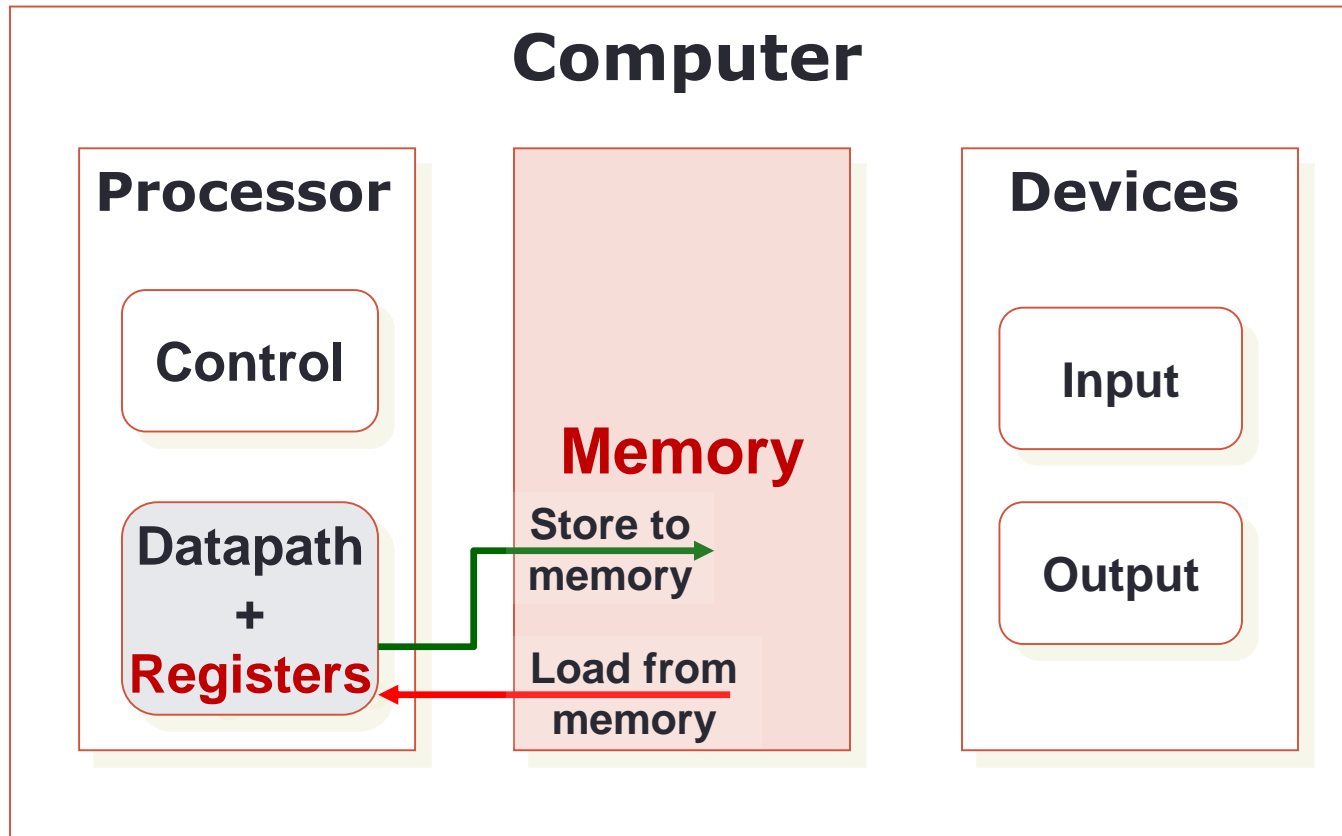 Computer
Processor
Control
Datapath
+
Registers
Memory
Store to
memory
Load from
memory
Devices
Input
Output